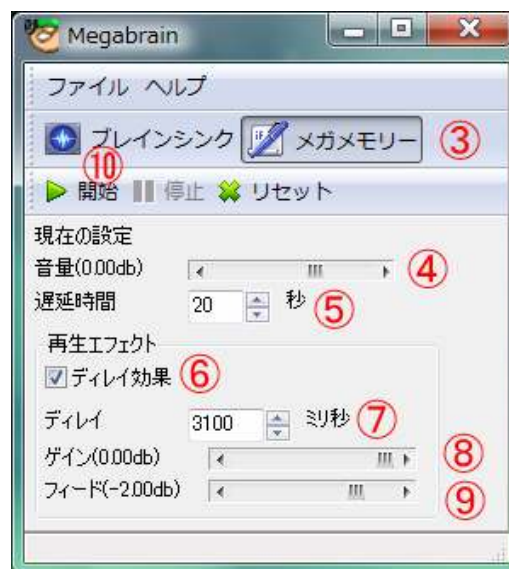 Megabrain
ファイル ヘルプ
ブレインシンク メガメモリー ③
⑩
開始 停止 リセット
現在の設定
音量(0.00db) ④
遅延時間 20 秒 ⑤
再生エフェクト
ディレイ効果 ⑥
ディレイ 3100 ミリ秒 ⑦
ゲイン(0.00db) ⑧
フィード(-2.00db) ⑨